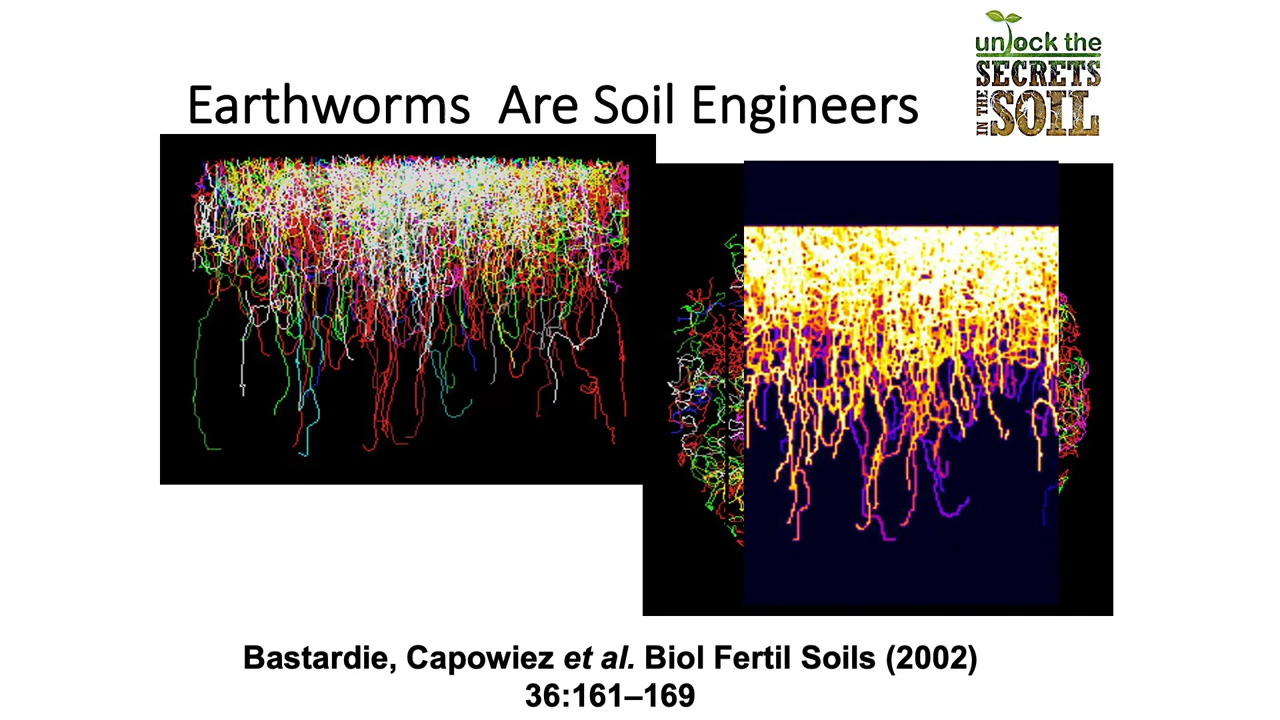 unlock the
SECRETS
IN THE
SOIL
Earthworms Are Soil Engineers
Bastardie, Capowiez et al. Biol Fertil Soils (2002)
36:161–169